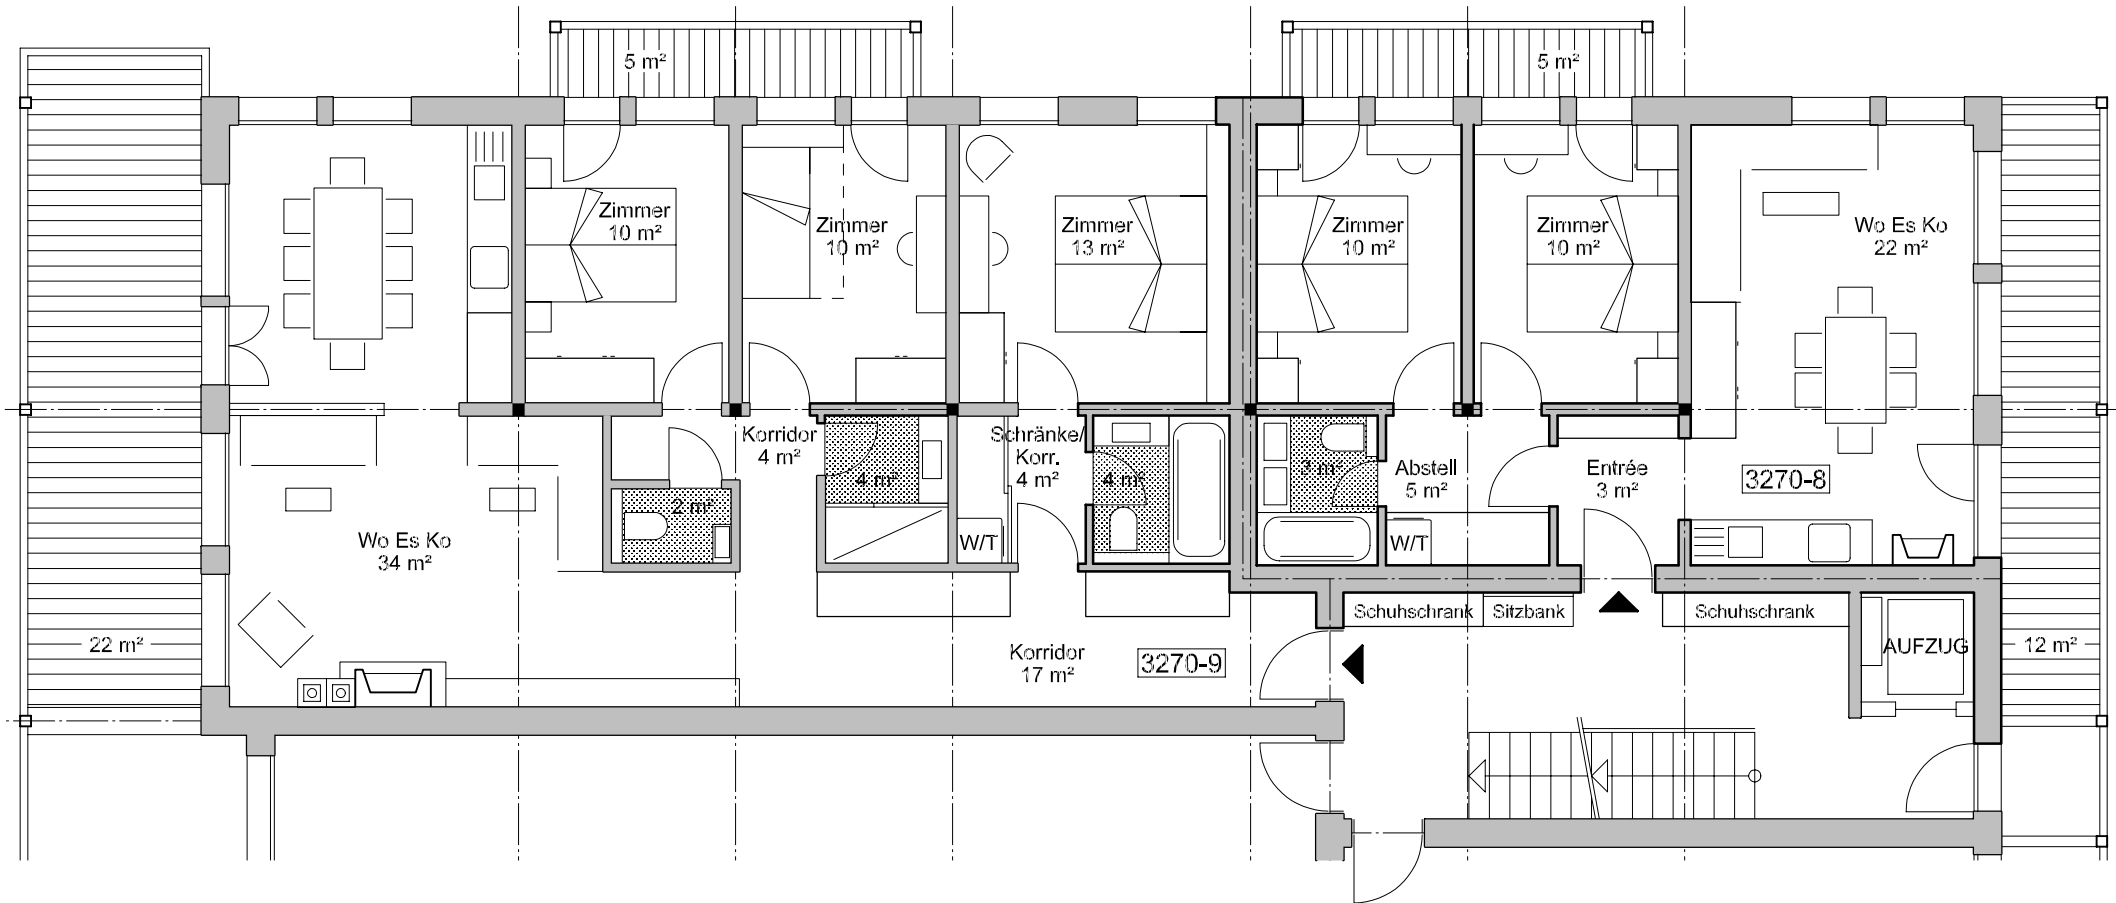 5 m²
5 m²
Zimmer
10 m²
Zimmer
10 m²
Zimmer
13 m²
Zimmer
10 m²
Zimmer
10 m²
Wo Es Ko
22 m²
Korridor
4 m²
4 m²
Schränke/
Korr.
4 m²
4 m²
3 m²
Abstell
5 m²
Entrée
3 m²
3270-8
2 m²
Wo Es Ko
34 m²
W/T
W/T
Schuhschrank
Sitzbank
Schuhschrank
22 m²
Korridor
17 m²
3270-9
AUFZUG
12 m²